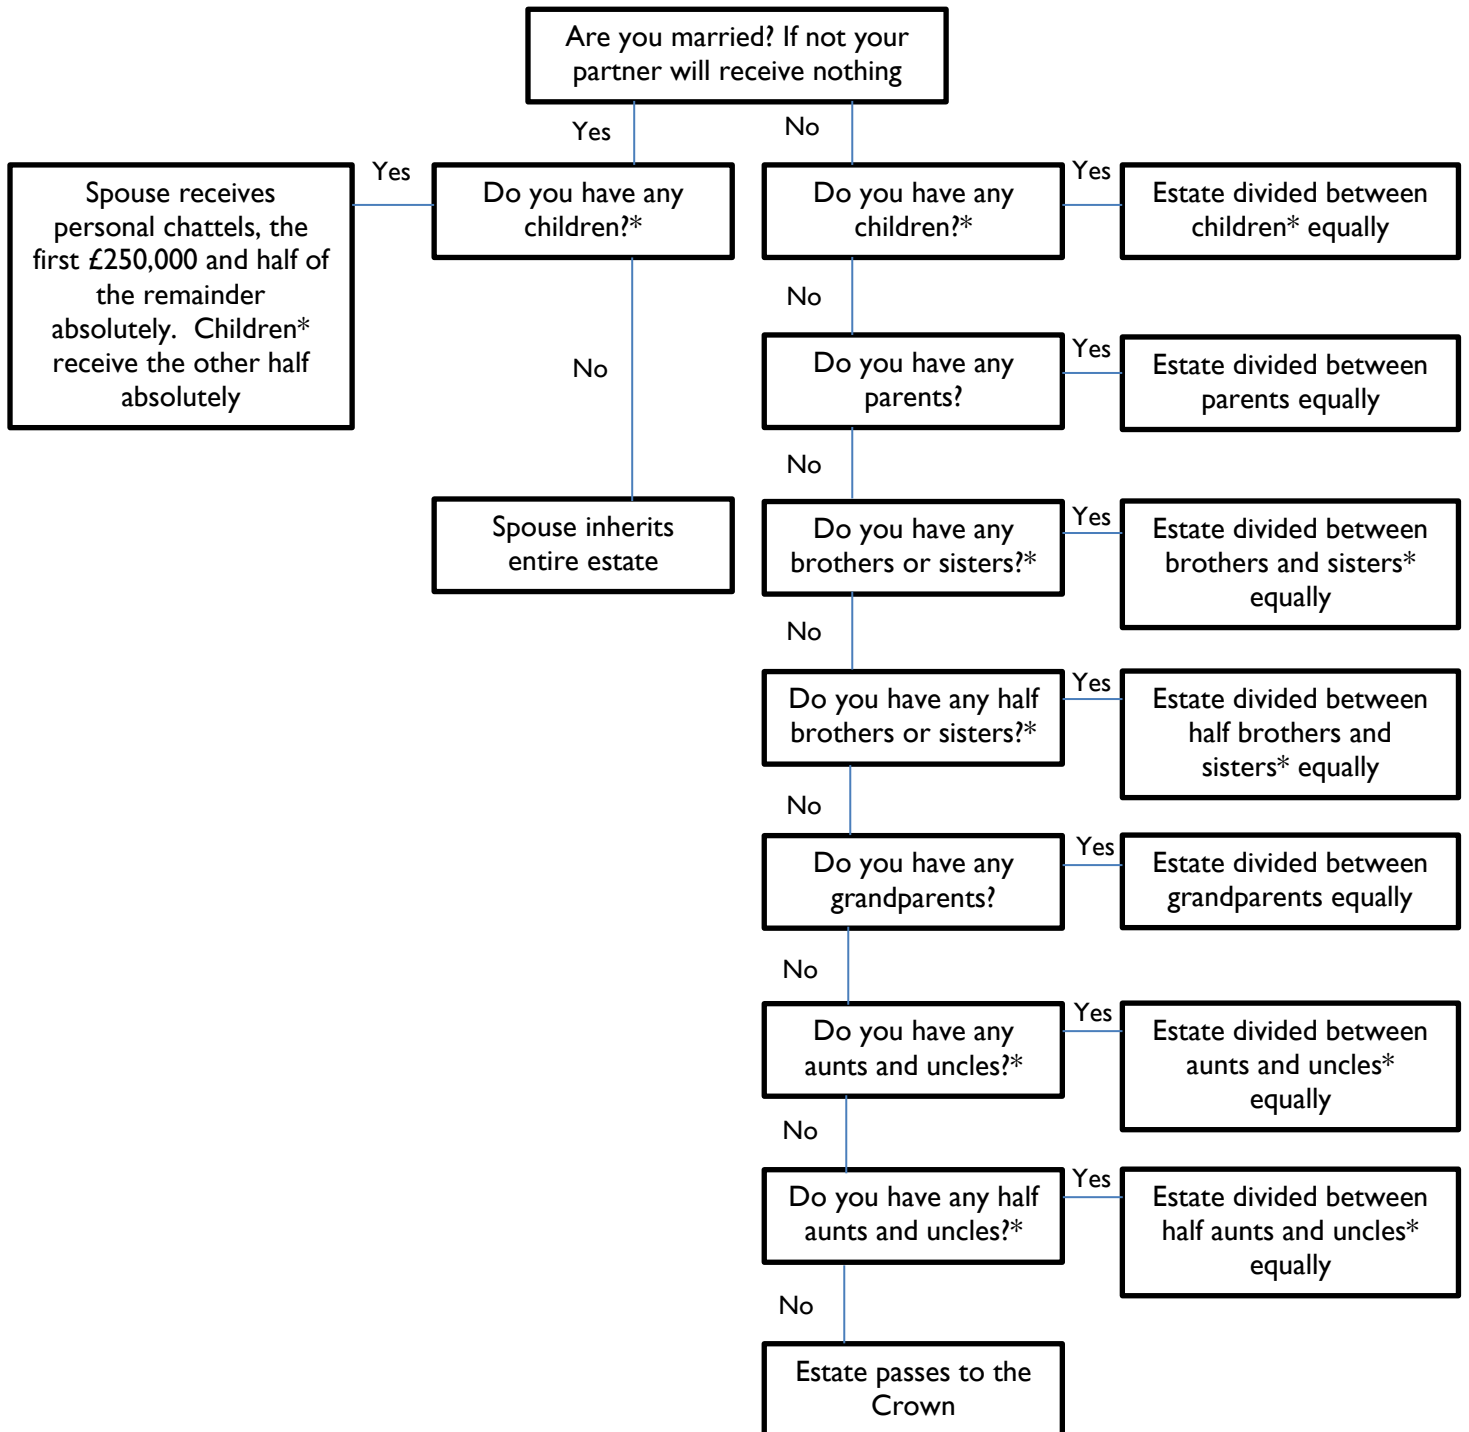 Are you married? If not your
partner will receive nothing
Yes
No
Yes
Spouse receives
personal chattels, the
first £250,000 and half of
the remainder
absolutely.  Children*
receive the other half
absolutely
Do you have any
children?*
Do you have any
children?*
Yes
Estate divided between
children* equally
No
No
Do you have any
parents?
Yes
Estate divided between
parents equally
No
Spouse inherits
entire estate
Do you have any
brothers or sisters?*
Yes
Estate divided between
brothers and sisters*
equally
No
Do you have any half
brothers or sisters?*
Yes
Estate divided between
half brothers and
sisters* equally
No
Do you have any
grandparents?
Yes
Estate divided between
grandparents equally
No
Do you have any
aunts and uncles?*
Yes
Estate divided between
aunts and uncles*
equally
No
Do you have any half
aunts and uncles?*
Yes
Estate divided between
half aunts and uncles*
equally
No
Estate passes to the
Crown